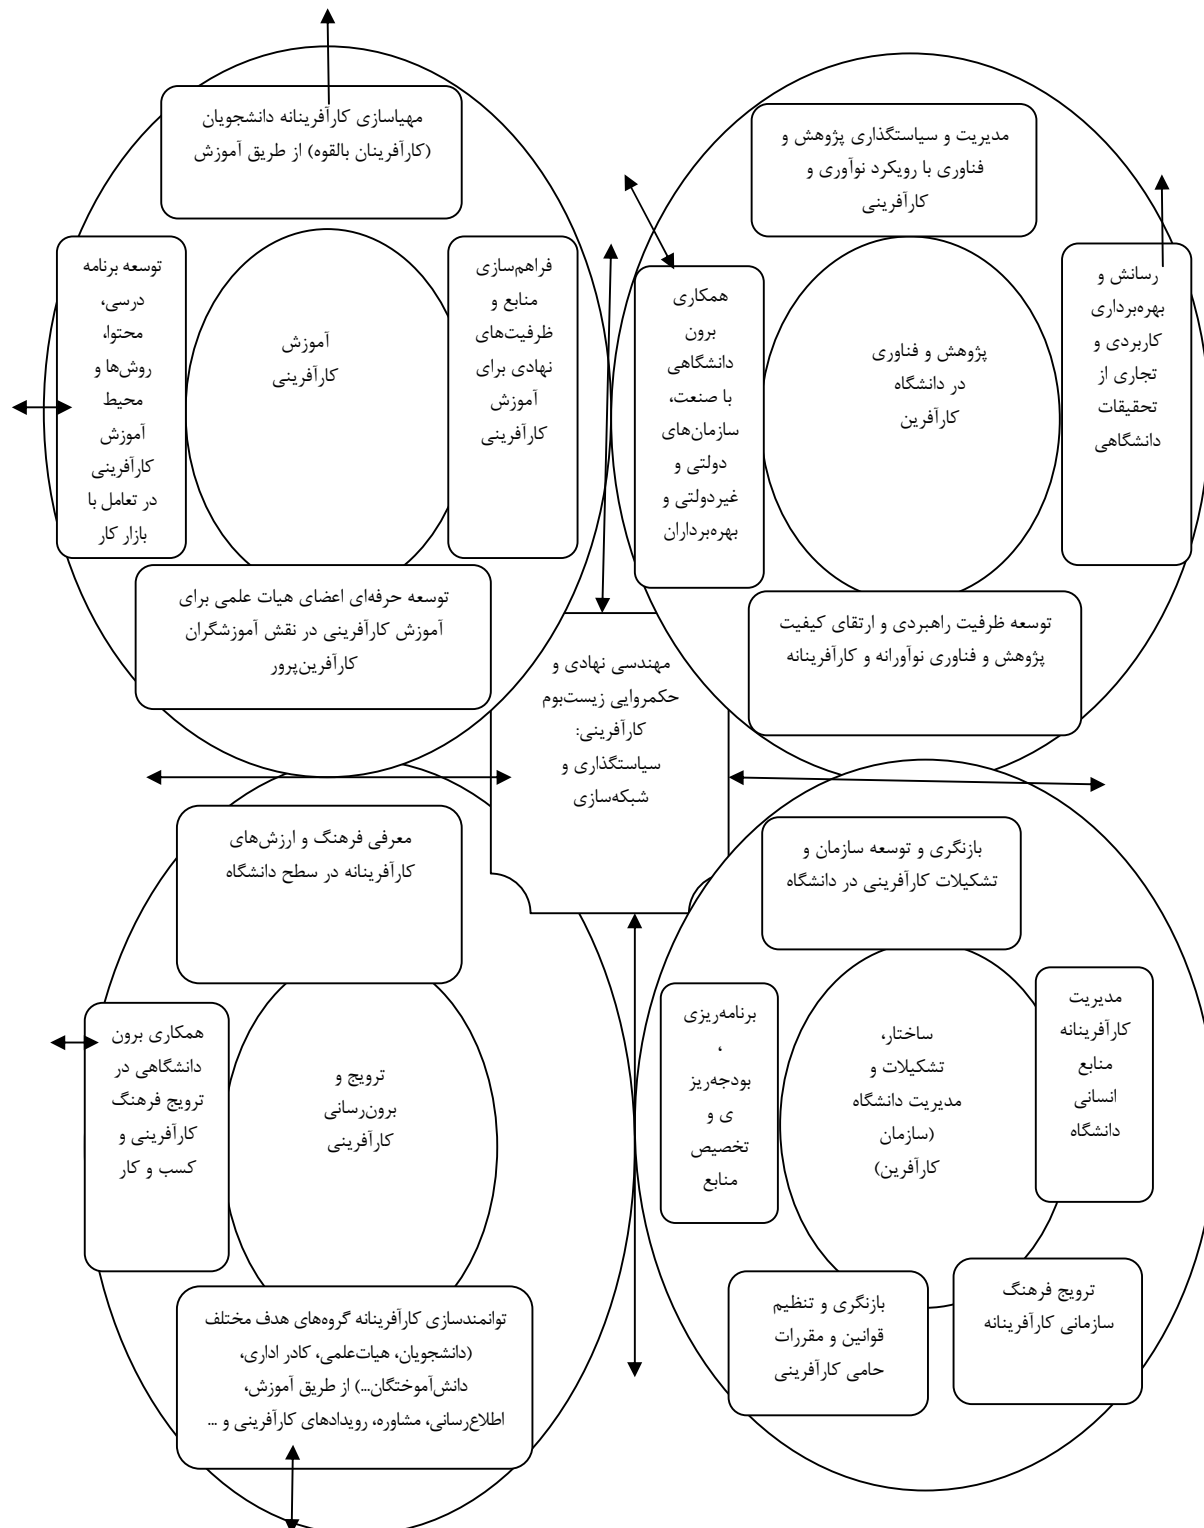 مهیاسازی کارآفرینانه دانشجویان
(کارآفرینان بالقوه) از طریق آموزش
مدیریت و سیاستگذاری پژوهش و
فناوری با رویکرد نوآوری و
کارآفرینی
رسانش و
بهره‌برداری
کاربردی و
تجاری از
تحقیقات
دانشگاهی
پژوهش و فناوری
در دانشگاه
کارآفرین
همکاری
برون
دانشگاهی
با صنعت،
سازمان‌های
دولتی و
غیردولتی و
بهره‌برداران
فراهم‌سازی
منابع و
ظرفیت‌های
نهادی برای
آموزش
کارآفرینی
آموزش
کارآفرینی
توسعه برنامه
درسی،
محتوا،
روش‌ها و
محیط
آموزش
کارآفرینی
در تعامل با
بازار کار
توسعه ظرفیت راهبردی و ارتقای کیفیت
پژوهش و فناوری نوآورانه و کارآفرینانه
توسعه حرفه‌ای اعضای هیات علمی برای
آموزش کارآفرینی در نقش آموزشگران
کارآفرین‌پرور
مهندسی نهادی و
حکمروایی زیست‌بوم
کارآفرینی:
سیاستگذاری و
شبکه‌سازی
بازنگری و توسعه سازمان و
تشکیلات کارآفرینی در دانشگاه
معرفی فرهنگ و ارزش‌های
کارآفرینانه در سطح دانشگاه
مدیریت
کارآفرینانه
منابع
انسانی
دانشگاه
ساختار،
تشکیلات و
مدیریت دانشگاه
(سازمان
کارآفرین)
برنامه‌ریزی
،
بودجه‌ریز
ی و
تخصیص
منابع
ترویج و
برون‌رسانی
کارآفرینی
همکاری برون
دانشگاهی در
ترویج فرهنگ
کارآفرینی و
کسب و کار
ترویج فرهنگ
سازمانی کارآفرینانه
بازنگری و تنظیم
قوانین و مقررات
حامی کارآفرینی
توانمندسازی کارآفرینانه گروه‌های هدف مختلف
(دانشجویان، هیات‌علمی، کادر اداری،
دانش‌آموختگان...) از طریق آموزش،
اطلاع‌رسانی، مشاوره، رویدادهای کارآفرینی و ...